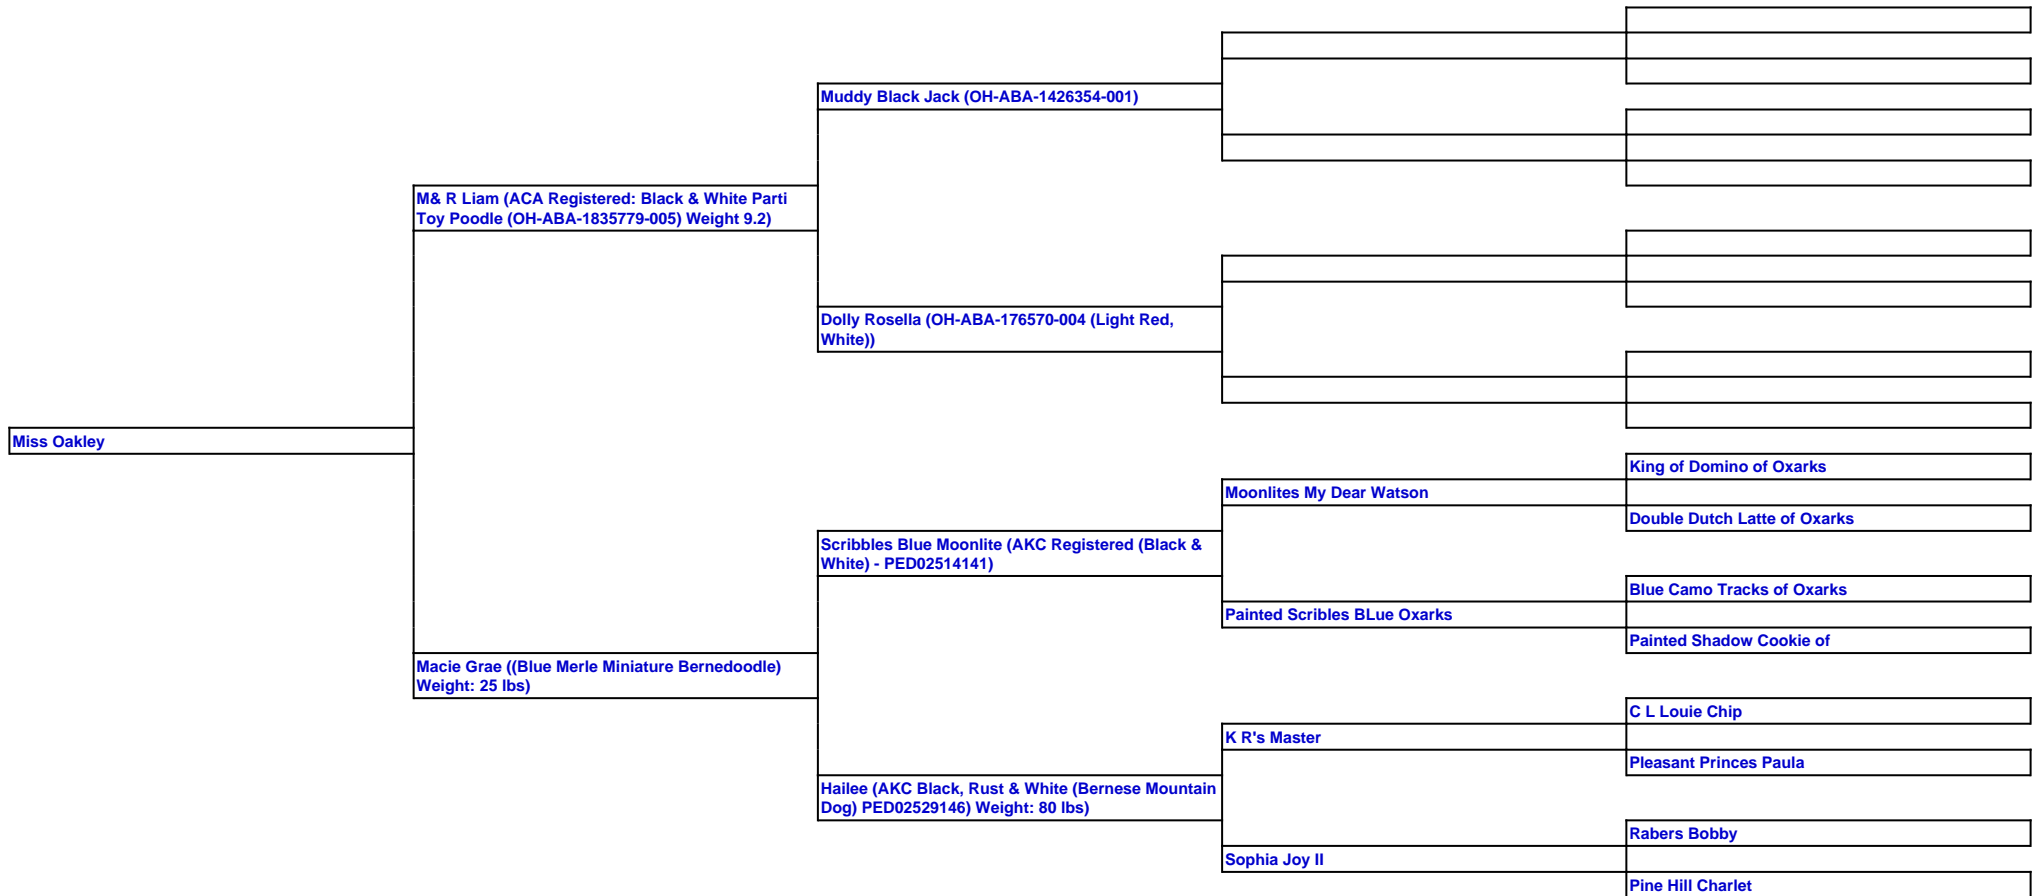 Muddy Black Jack (OH-ABA-1426354-001)
M& R Liam (ACA Registered: Black & White Parti
Toy Poodle (OH-ABA-1835779-005) Weight 9.2)
Dolly Rosella (OH-ABA-176570-004 (Light Red,
White))
Miss Oakley
King of Domino of Oxarks
Moonlites My Dear Watson
Double Dutch Latte of Oxarks
Scribbles Blue Moonlite (AKC Registered (Black &
White) - PED02514141)
Blue Camo Tracks of Oxarks
Painted Scribles BLue Oxarks
Painted Shadow Cookie of
Macie Grae ((Blue Merle Miniature Bernedoodle)
Weight: 25 lbs)
C L Louie Chip
K R's Master
Pleasant Princes Paula
Hailee (AKC Black, Rust & White (Bernese Mountain
Dog) PED02529146) Weight: 80 lbs)
Rabers Bobby
Sophia Joy II
Pine Hill Charlet